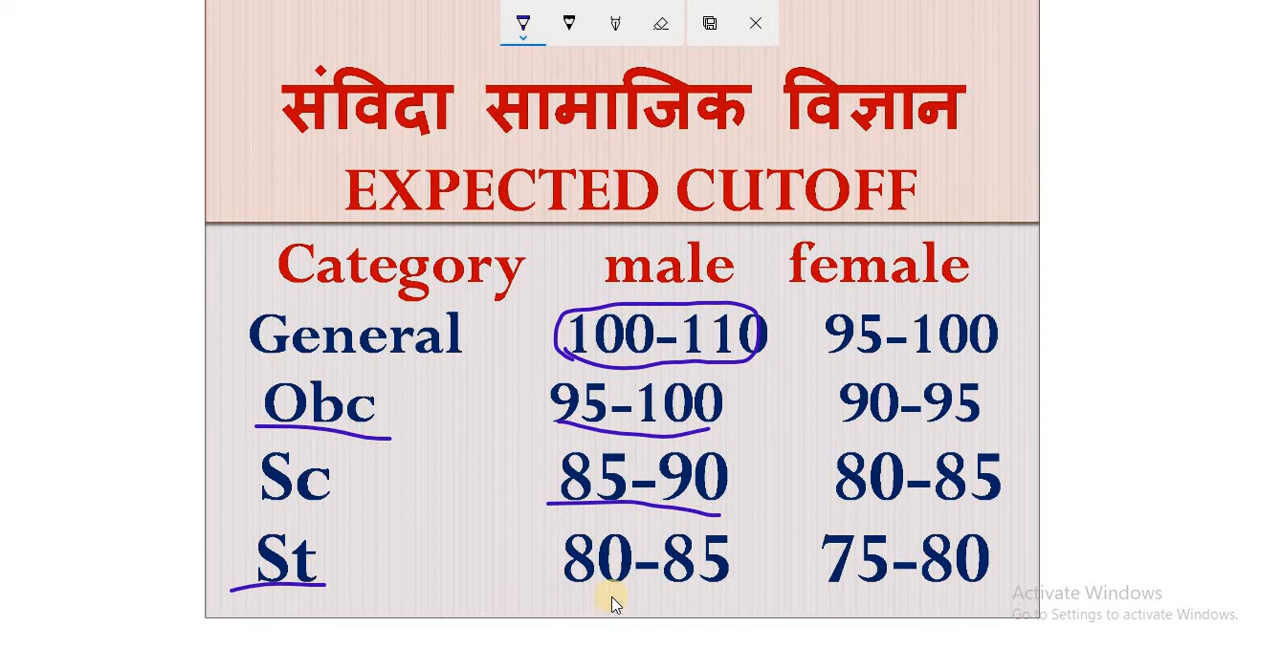 संविदा सामाजिक विज्ञान
EXPECTED CUTOFF
Category male female
General 100-110 95-100
Obc 95-100 90-95
Sc 85-90 80-85
St 80-85 75-80
Activate Windows
Go to Settings to activate Windows.